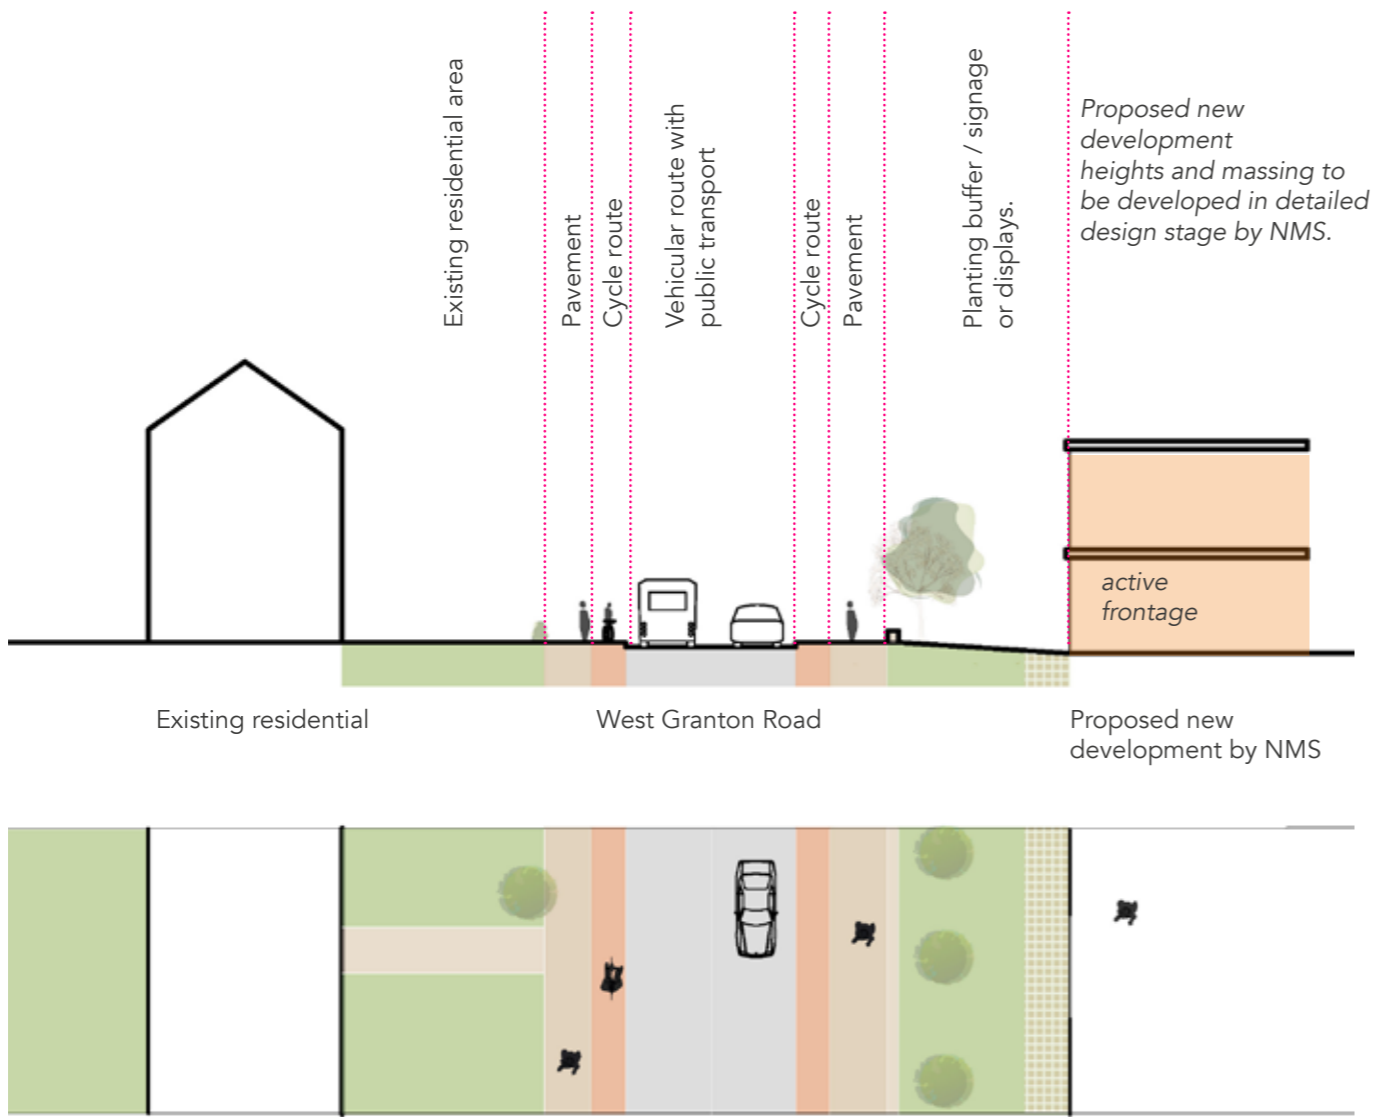 Existing residential area
Pavement
Cycle route
Vehicular route with
public transport
Cycle route
Pavement
Planting buffer / signage
or displays.
Proposed new
development
heights and massing to
be developed in detailed
design stage by NMS.
active
frontage
Existing residential
West Granton Road
Proposed new
development by NMS